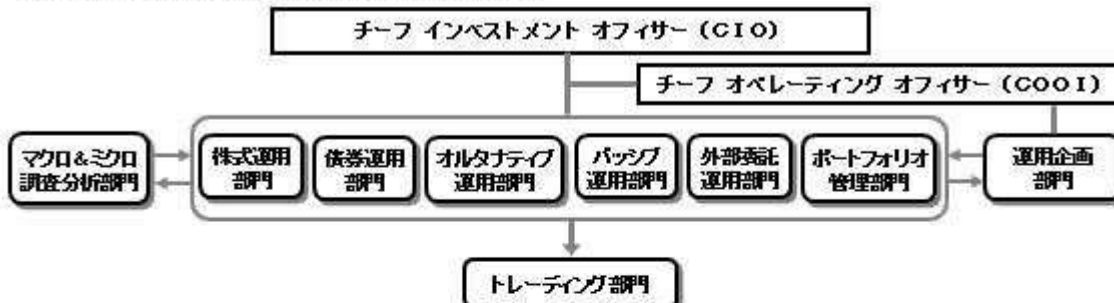 チーフ インベストメント オフィサー (CIO)
チーフ オペレーティング オフィサー (COOI)
マクロ&ミクロ
調査分析部門
株式運用
部門
債券運用
部門
オルタナティブ
運用部門
パッシブ
運用部門
外部委託
運用部門
ポートフォリオ
管理部門
運用企画
部門
トレーディング部門